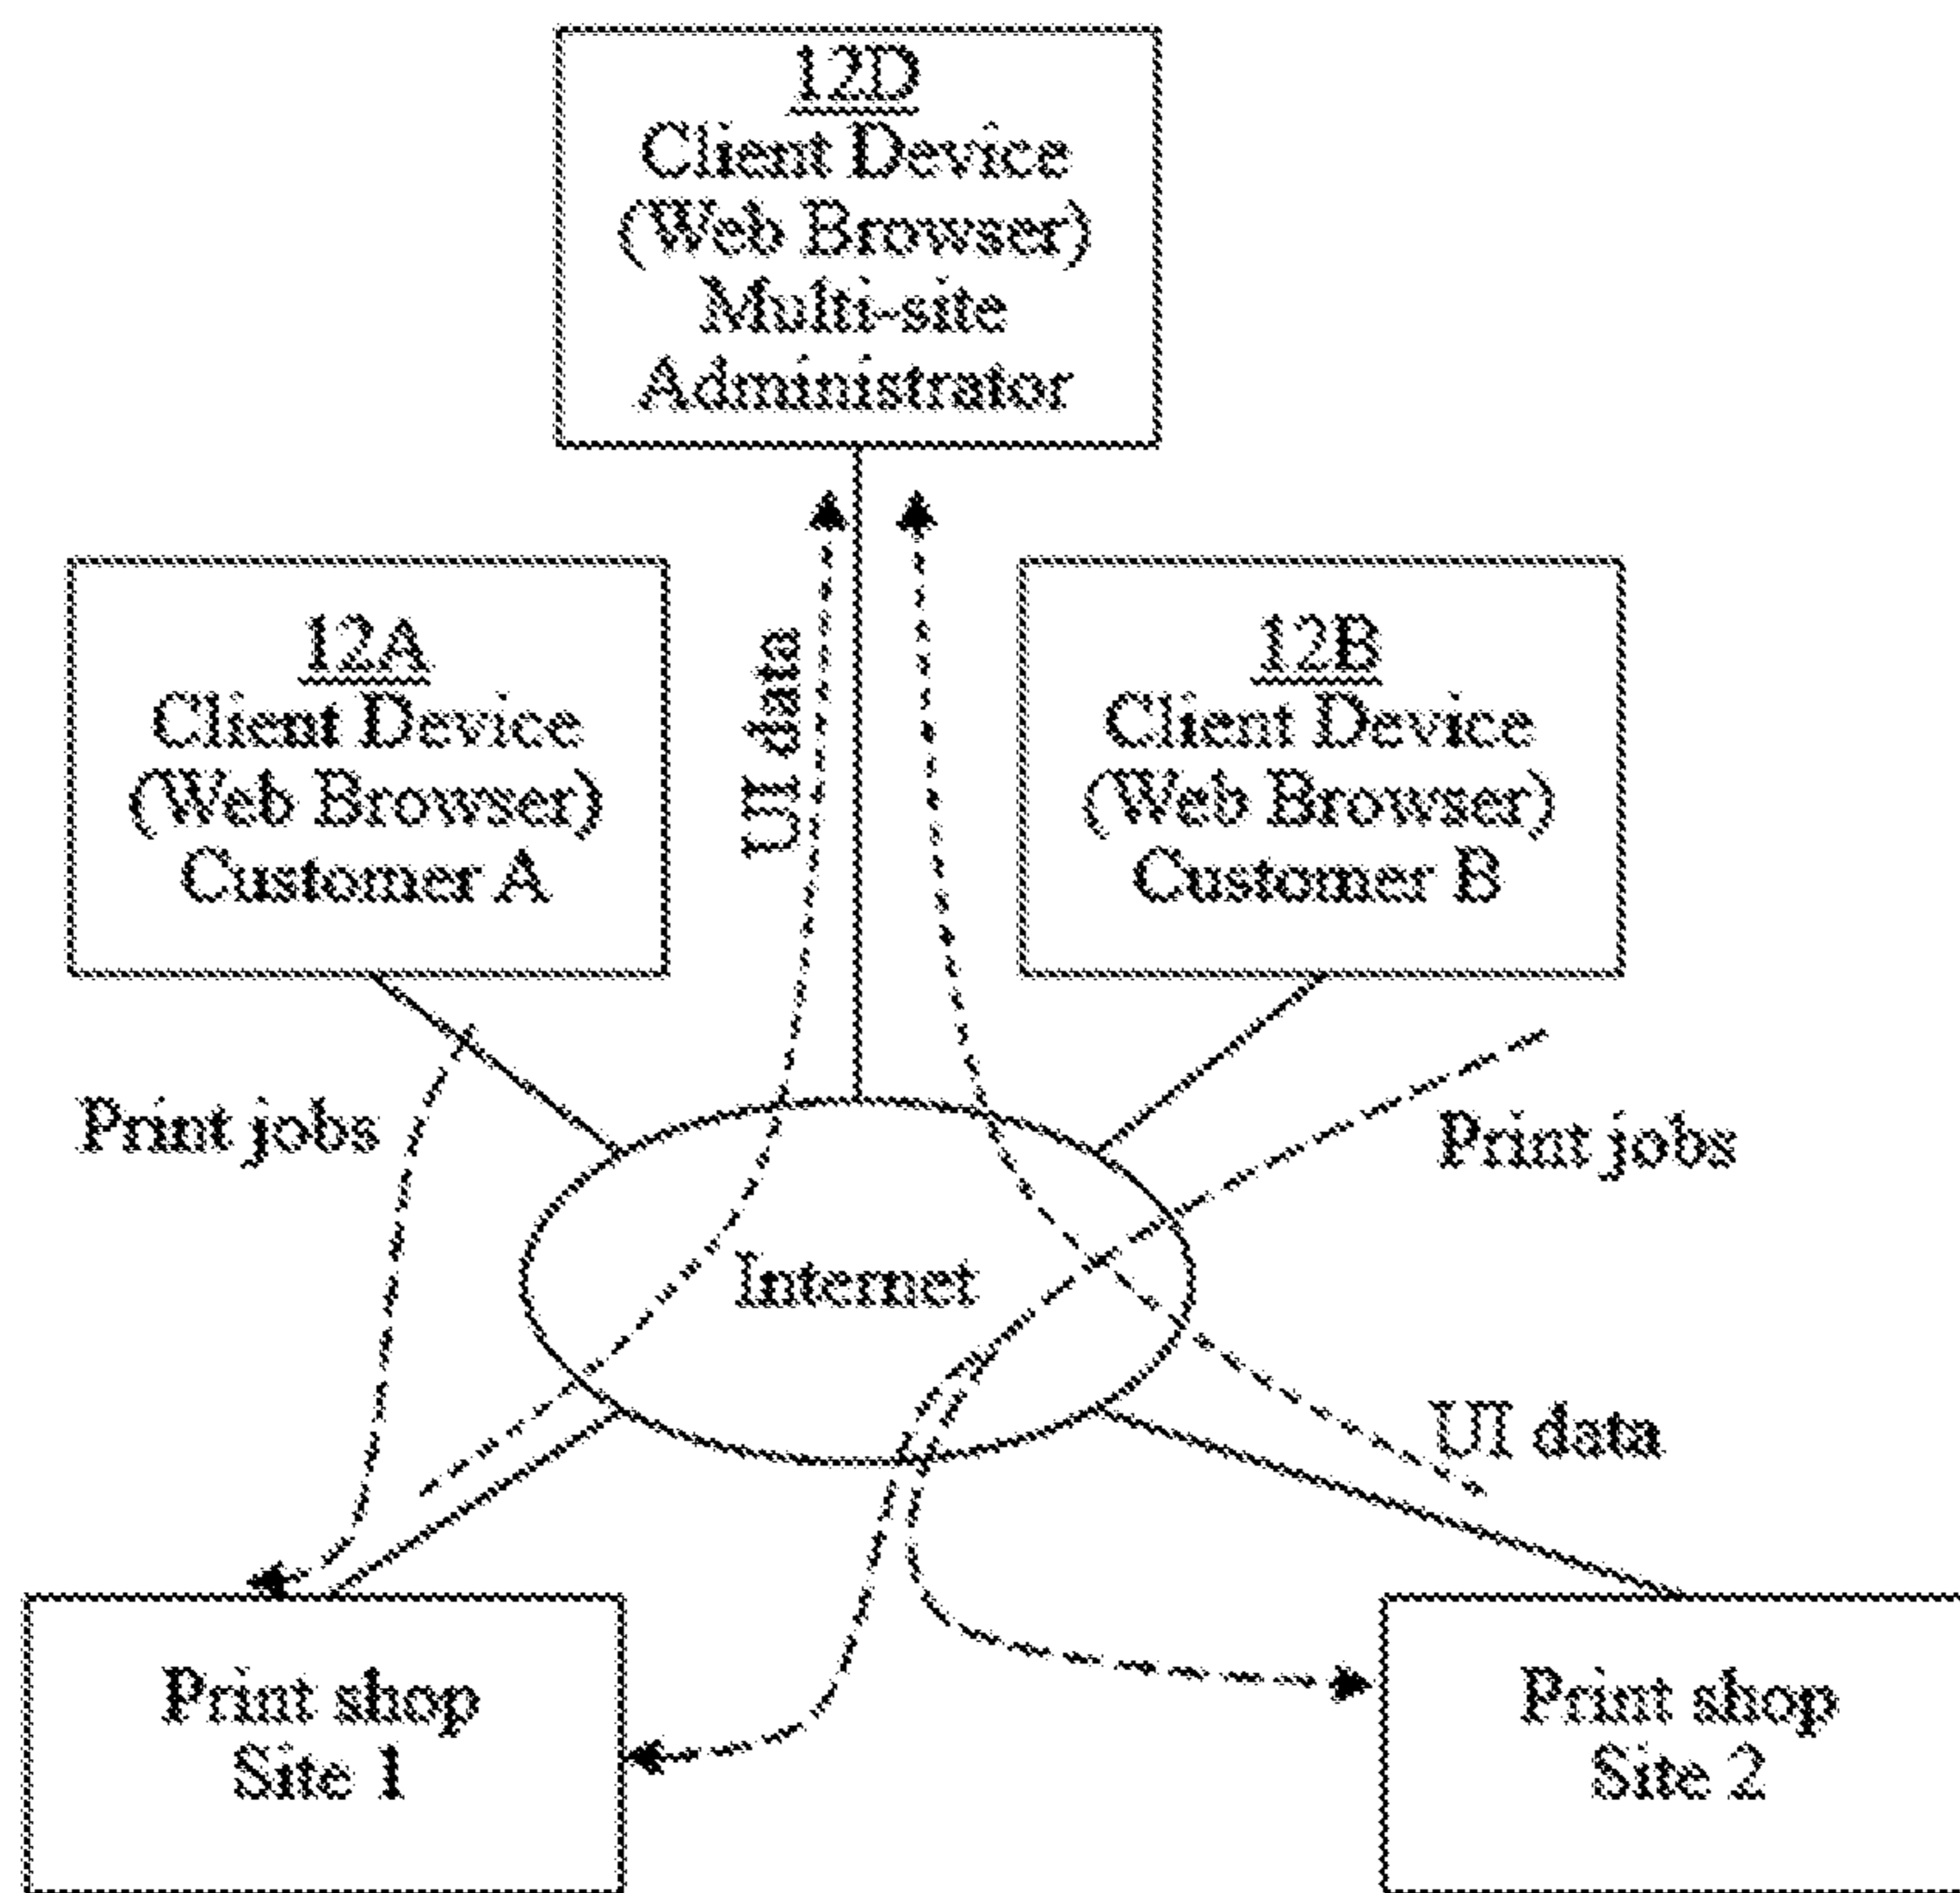 12D
Client Device
(Web Browser)
Multi-site
Administrator
12A
Client Device
(Web Browser)
Customer A
UII data
12B
Client Device
(Web Browser)
Customer B
Print jobs
Print jobs
Internet
UI data
Print shop
Site 1
Print shop
Site 2